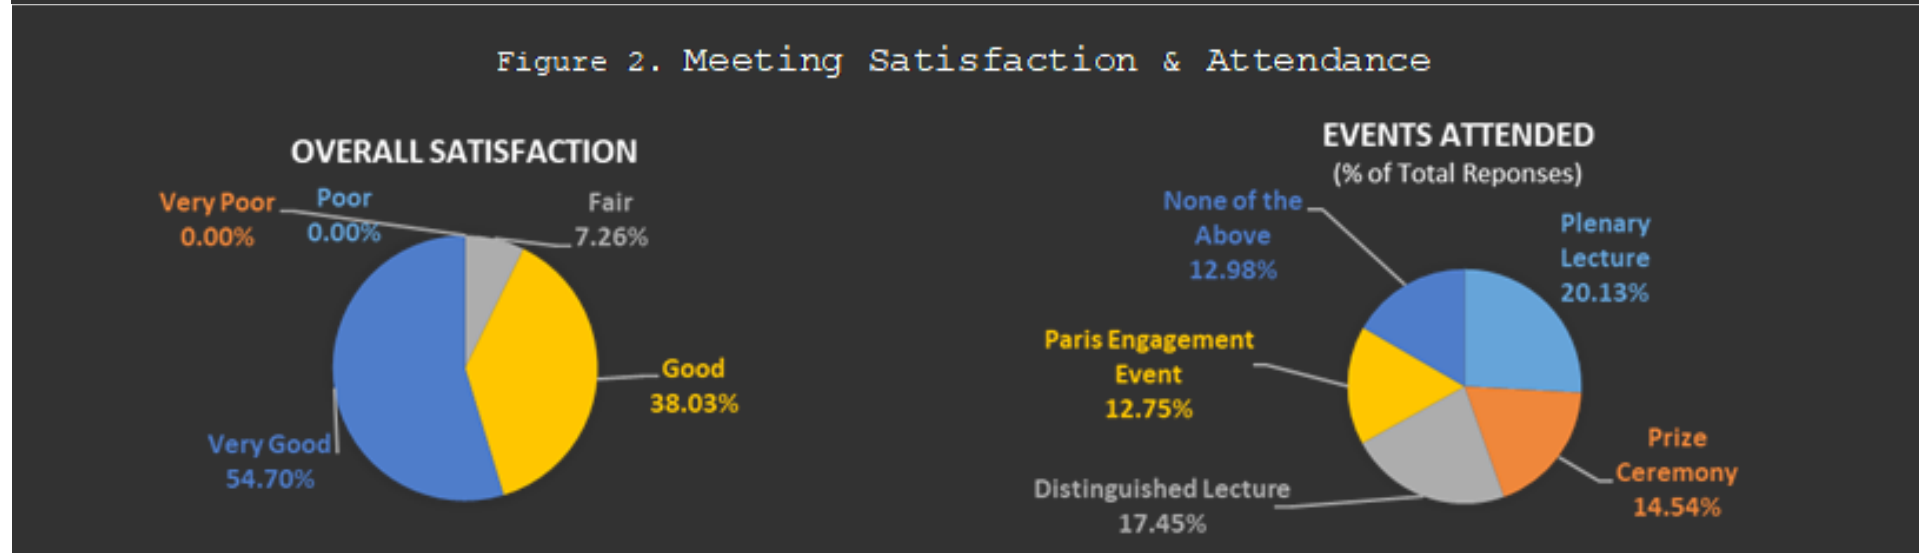 Figure 2. Meeting Satisfaction & Attendance
OVERALL SATISFACTION
Very Poor
0.00%
Poor
0.00%
Fair
7.26%
Good
38.03%
Very Good
54.70%
EVENTS ATTENDED
(% of Total Reponses)
None of the
Above
12.98%
Plenary
Lecture
20.13%
Paris Engagement
Event
12.75%
Prize
Ceremony
14.54%
Distinguished Lecture
17.45%